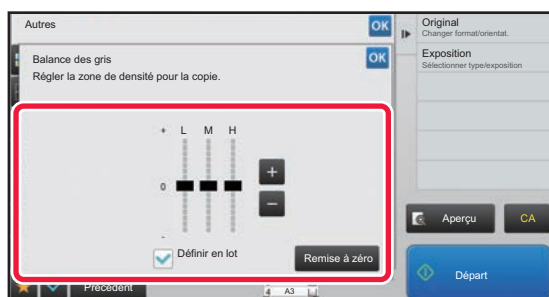 Autres
OK
Balance des gris
OK
Régler la zone de densité pour la copie.
+ L M H
0
-
+
−
Définir en lot
Remise à zéro
Précédent
4 A3
Original
Changer format/orientat.
Exposition
Sélectionner type/exposition
Aperçu
CA
Départ